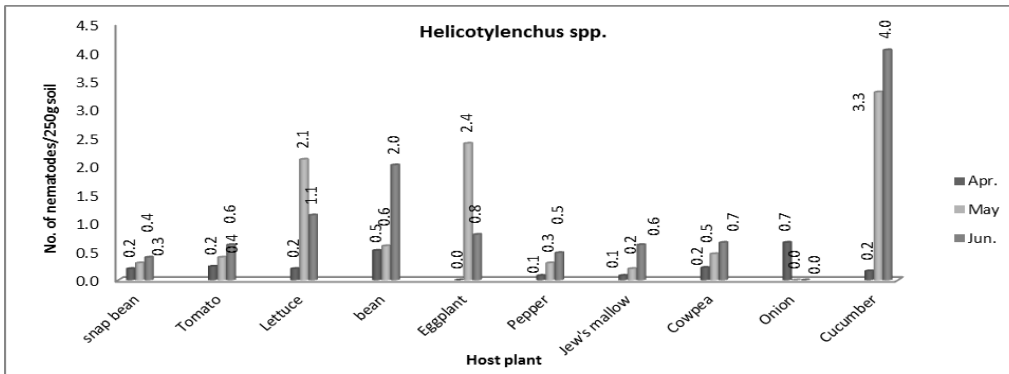 Helicotylenchus spp.
No. of nematodes/250g soil
4.5
4.0
3.5
3.0
2.5
2.0
1.5
1.0
0.5
0.0
0.2
0.3
0.4
0.2
0.4
0.6
0.2
2.1
1.1
0.5
0.6
2.0
0.0
2.4
0.8
0.1
0.3
0.5
0.1
0.2
0.6
0.2
0.5
0.7
0.7
0.0
0.0
0.2
3.3
4.0
Apr.
May
Jun.
snap bean
Tomato
Lettuce
bean
Eggplant
Pepper
Jew's mallow
Cowpea
Onion
Cucumber
Host plant